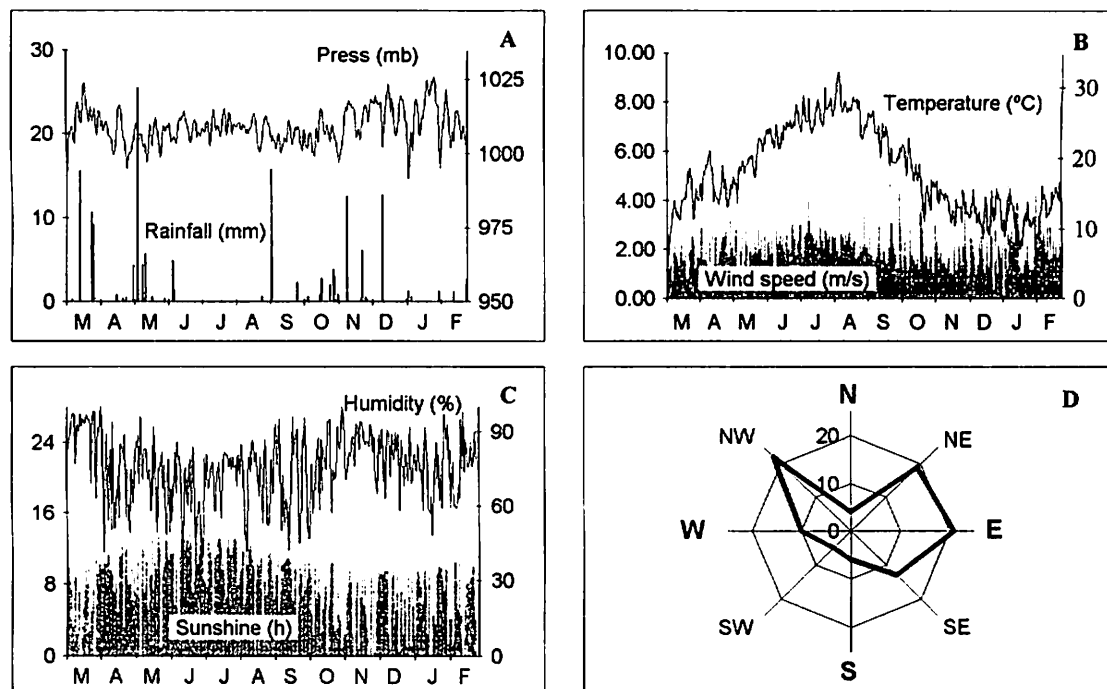 A
Press (mb)
30
20
10
0
1025
1000
975
950
Rainfall (mm)
M A M J J A S O N D J F
B
10.00
8.00
6.00
4.00
2.00
0.00
30
20
10
0
Temperature (ºC)
Wind speed (m/s)
M A M J J A S O N D J F
C
Humidity (%)
24
16
8
0
90
60
30
0
Sunshine (h)
M A M J J A S O N D J F
D
N
NW
NE
20
10
0
W
E
SW
SE
S